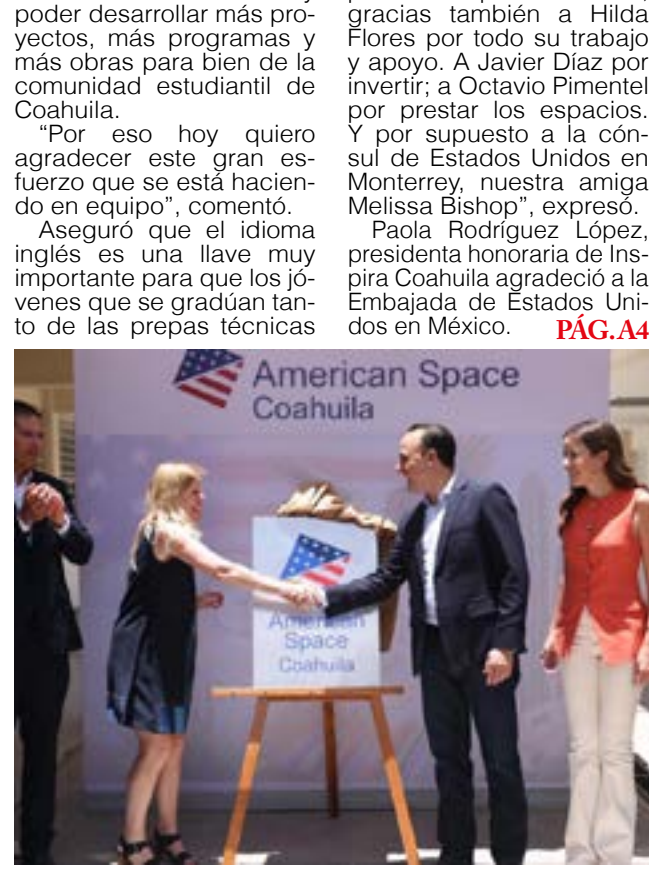 poder desarrollar más pro-
yectos, más programas y
más obras para bien de la
comunidad estudiantil de
Coahuila.
“Por eso hoy quiero
agradecer este gran es-
fuerzo que se está hacien-
do en equipo”, comentó.
Aseguró que el idioma
inglés es una llave muy
importante para que los jó-
venes que se gradúan tan-
to de las prepas técnicas
gracias también a Hilda
Flores por todo su trabajo
y apoyo. A Javier Díaz por
invertir; a Octavio Pimentel
por prestar los espacios.
Y por supuesto a la cón-
sul de Estados Unidos en
Monterrey, nuestra amiga
Melissa Bishop”, expresó.
Paola Rodríguez López,
presidenta honoraria de Ins-
pira Coahuila agradeció a la
Embajada de Estados Uni-
dos en México. PÁG.A4
American Space
Coahuila
American
Space
Coahuila